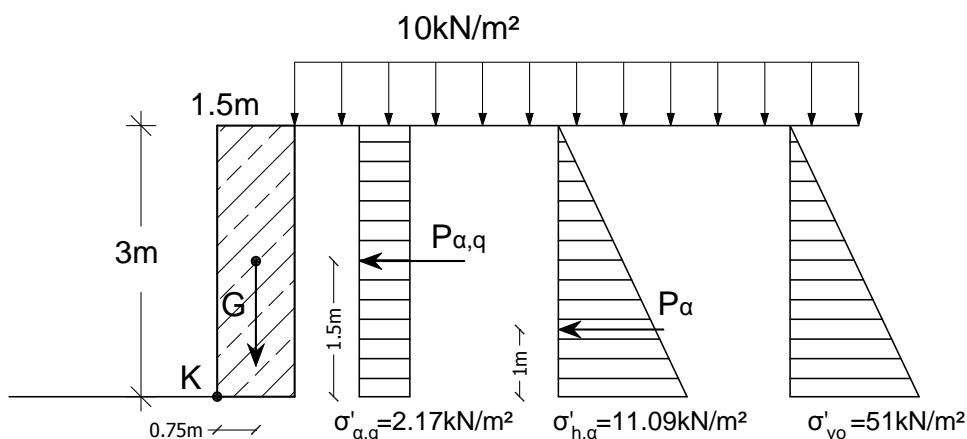 10kN/m²
1.5m
3m
Pα,q
G
Pα
1.5m
1m
K
0.75m
σ'α,q=2.17kN/m²
σ'h,α=11.09kN/m²
σ'vo=51kN/m²